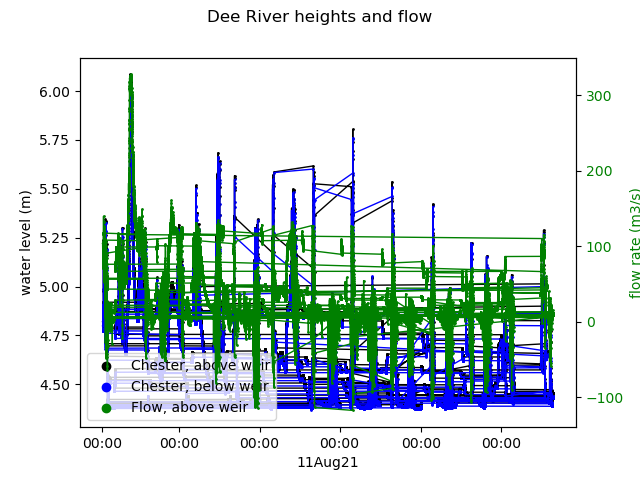 Dee River heights and flow
6.00
5.75
5.50
5.25
5.00
4.75
4.50
water level (m)
300
200
100
0
−100
flow rate (m3/s)
Chester, above weir
Chester, below weir
Flow, above weir
00:00 00:00 00:00 00:00 00:00 00:00
11Aug21